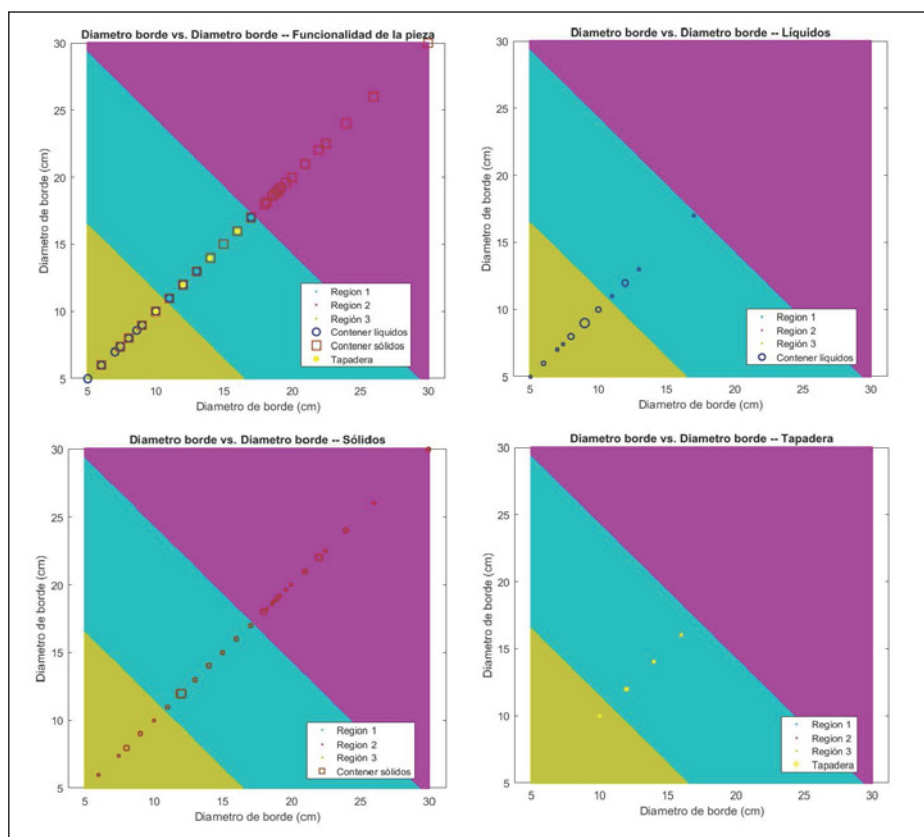 Diametro borde vs. Diametro borde -- Funcionalidad de la pieza
Diametro de borde (cm)
30
25
20
15
10
5
Region 1
Region 2
Región 3
Contener líquidos
Contener sólidos
Tapadera
5 10 15 20 25 30
Diametro de borde (cm)
Diametro borde vs. Diametro borde -- Líquidos
Diametro de borde (cm)
30
25
20
15
10
5
Region 1
Region 2
Región 3
Contener líquidos
5 10 15 20 25 30
Diametro de borde (cm)
Diametro borde vs. Diametro borde -- Sólidos
Diametro de borde (cm)
30
25
20
15
10
5
Region 1
Region 2
Región 3
Contener sólidos
5 10 15 20 25 30
Diametro de borde (cm)
Diametro borde vs. Diametro borde -- Tapadera
Diametro de borde (cm)
30
25
20
15
10
5
Region 1
Region 2
Región 3
Tapadera
5 10 15 20 25 30
Diametro de borde (cm)